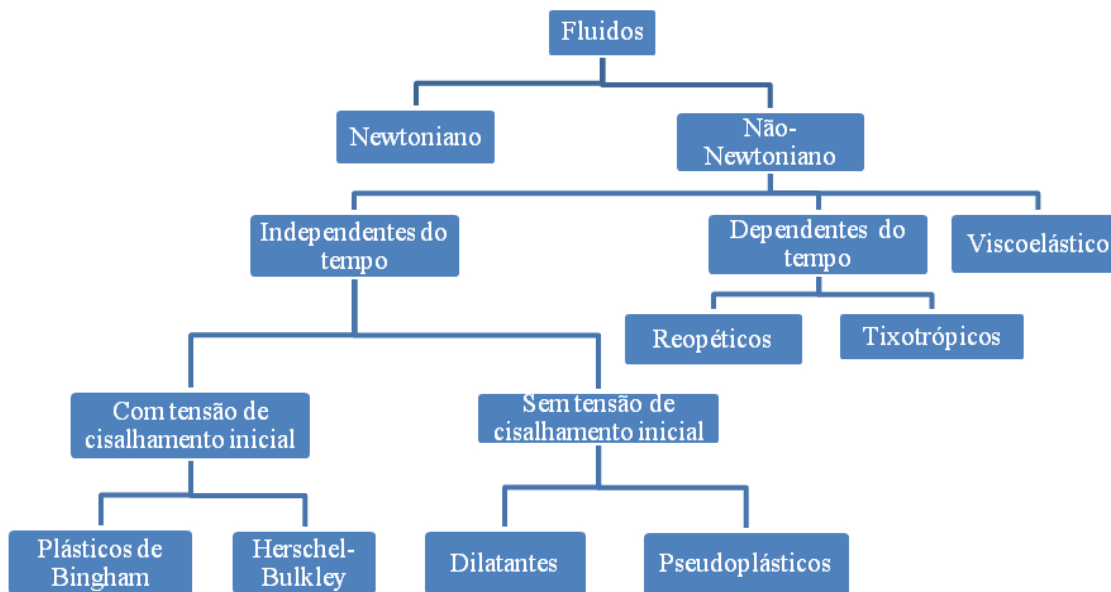 Fluidos
Newtoniano
Não-
Newtoniano
Independentes do
tempo
Dependentes do
tempo
Viscoelástico
Reopéticos
Tixotrópicos
Com tensão de
cisalhamento inicial
Sem tensão de
cisalhamento inicial
Plásticos de
Bingham
Herschel-
Bulkley
Dilatantes
Pseudoplásticos